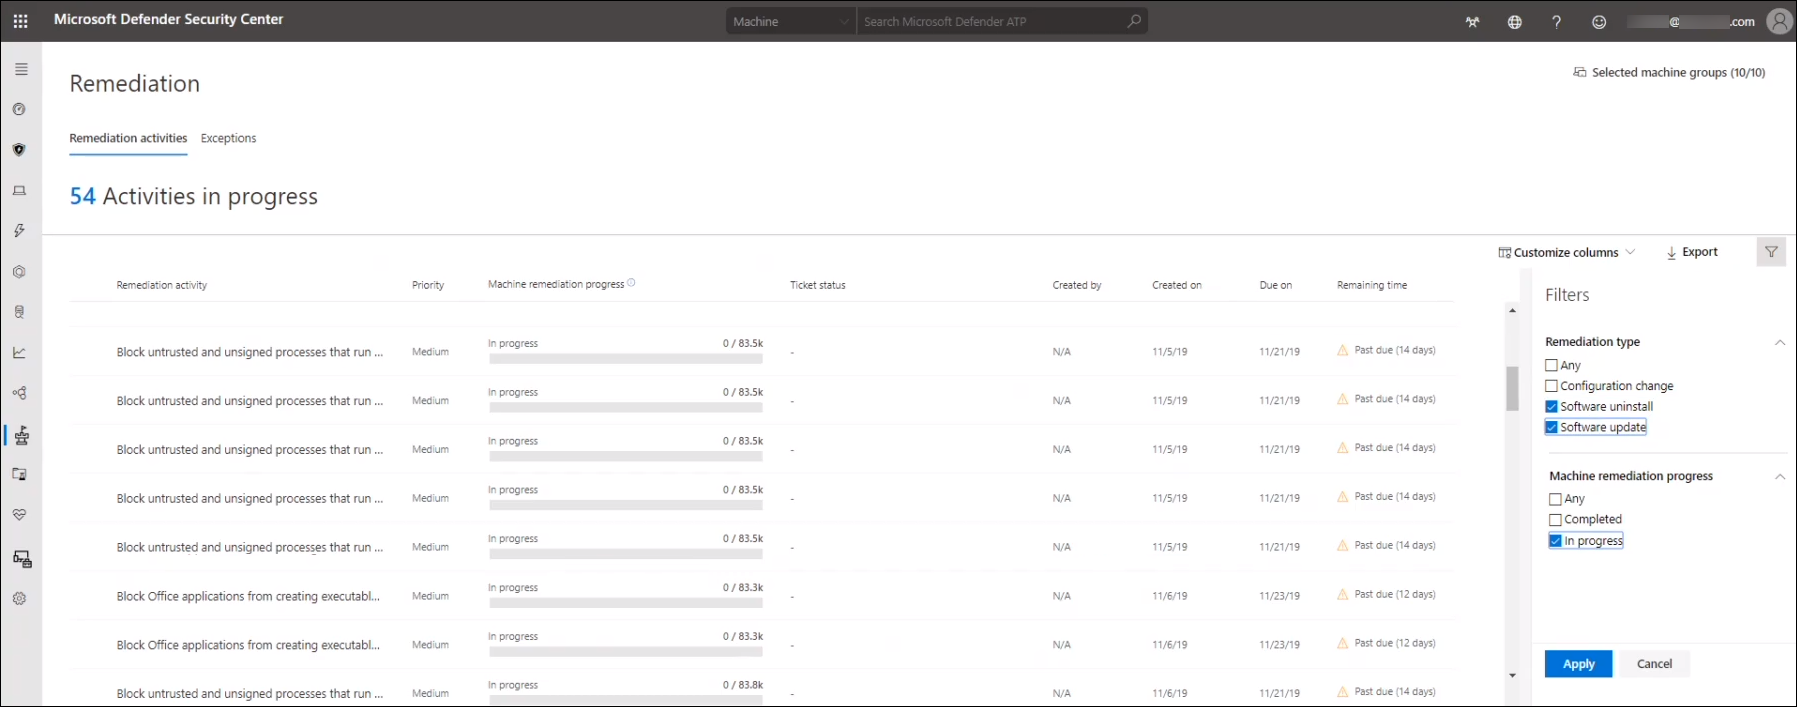 Microsoft Defender Security Center
Machine
Search Microsoft Defender ATP
@ .com
Remediation
Selected machine groups (10/10)
Remediation activities Exceptions
54 Activities in progress
Customize columns Export
Remediation activity Priority Machine remediation progress Ticket status Created by Created on Due on Remaining time
Block untrusted and unsigned processes that run ... Medium In progress 0 / 83.5k - N/A 11/5/19 11/21/19 Past due (14 days)
Block untrusted and unsigned processes that run ... Medium In progress 0 / 83.5k - N/A 11/5/19 11/21/19 Past due (14 days)
Block untrusted and unsigned processes that run ... Medium In progress 0 / 83.5k - N/A 11/5/19 11/21/19 Past due (14 days)
Block untrusted and unsigned processes that run ... Medium In progress 0 / 83.5k - N/A 11/5/19 11/21/19 Past due (14 days)
Block untrusted and unsigned processes that run ... Medium In progress 0 / 83.5k - N/A 11/5/19 11/21/19 Past due (14 days)
Block Office applications from creating executabl... Medium In progress 0 / 83.3k - N/A 11/6/19 11/23/19 Past due (12 days)
Block Office applications from creating executabl... Medium In progress 0 / 83.3k - N/A 11/6/19 11/23/19 Past due (12 days)
Block untrusted and unsigned processes that run ... Medium In progress 0 / 83.8k - N/A 11/6/19 11/21/19 Past due (14 days)
Filters
Remediation type
Any
Configuration change
Software uninstall
Software update
Machine remediation progress
Any
Completed
In progress
Apply Cancel